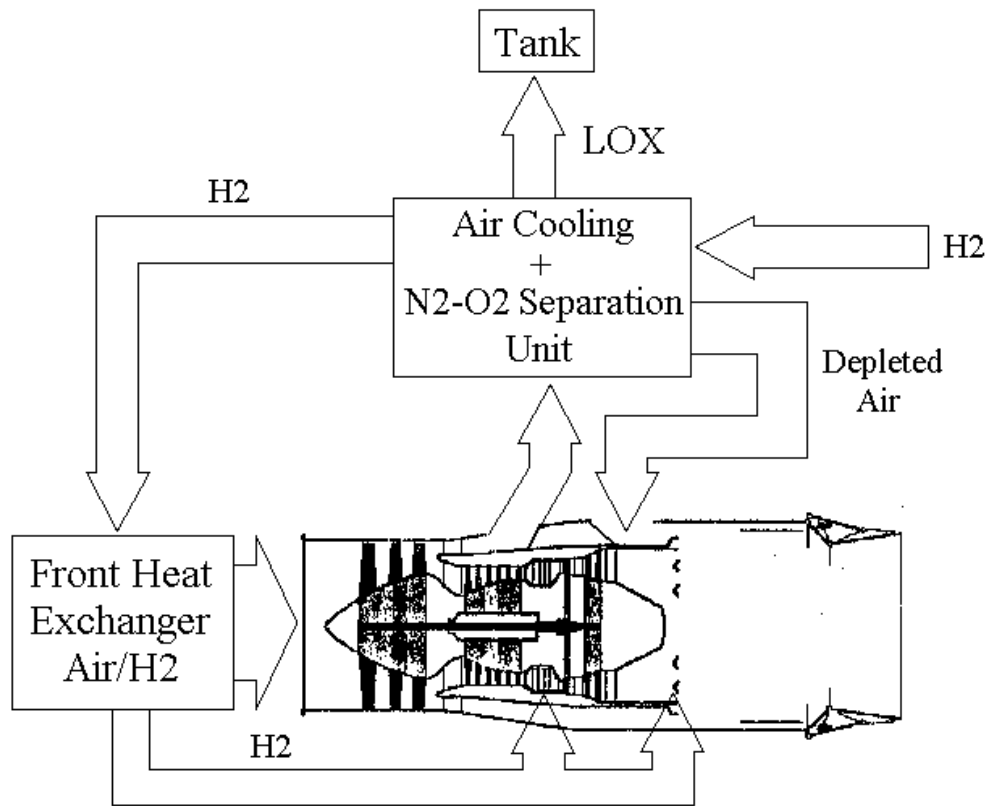 Tank
LOX
H2
Air Cooling
+
N2-O2 Separation
Unit
H2
Depleted
Air
Front Heat
Exchanger
Air/H2
H2